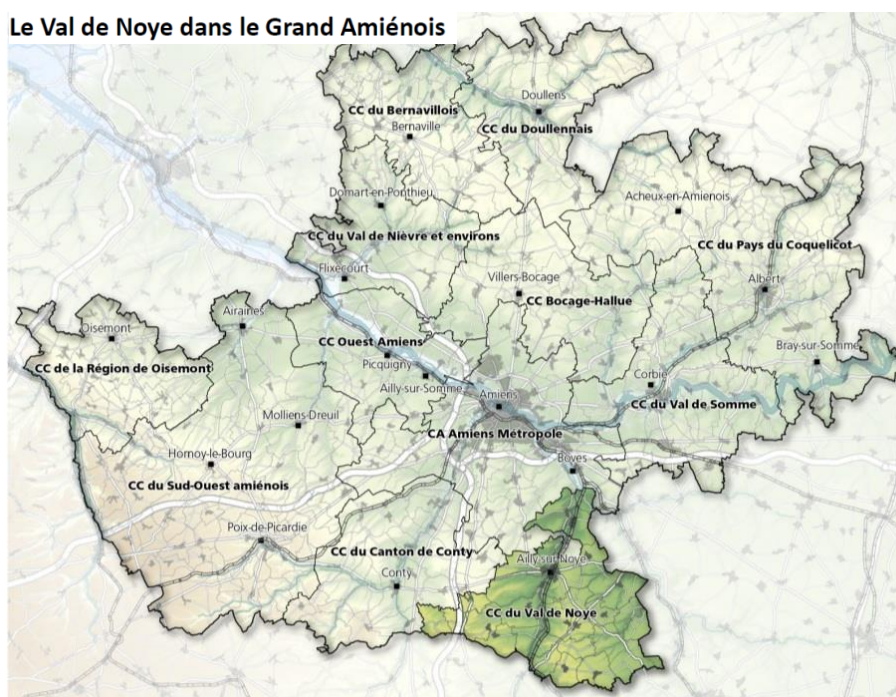 Le Val de Noye dans le Grand Amiénois
Doullens
CC du Bernavillois
Bernaville
CC du Doullennais
Domart-en-Ponthieu
Acheux-en-Amienois
CC du Val de Nièvre et environs
CC du Pays du Coquelicot
Flixecourt
Villers-Bocage
Albert
CC Bocage-Hallue
Airaines
Oisemont
CC Ouest Amiens
Bray-sur-Somme
Picquigny
CC de la Région de Oisemont
Corbie
Ailly-sur-Somme
Amiens
CC du Val de Somme
Molliens-Dreuil
CA Amiens Métropole
Hornoy-le-Bourg
Boves
CC du Sud-Ouest amiénois
Poix-de-Picardie
CC du Canton de Conty
Ailly-sur-Noye
Conty
CC du Val de Noye